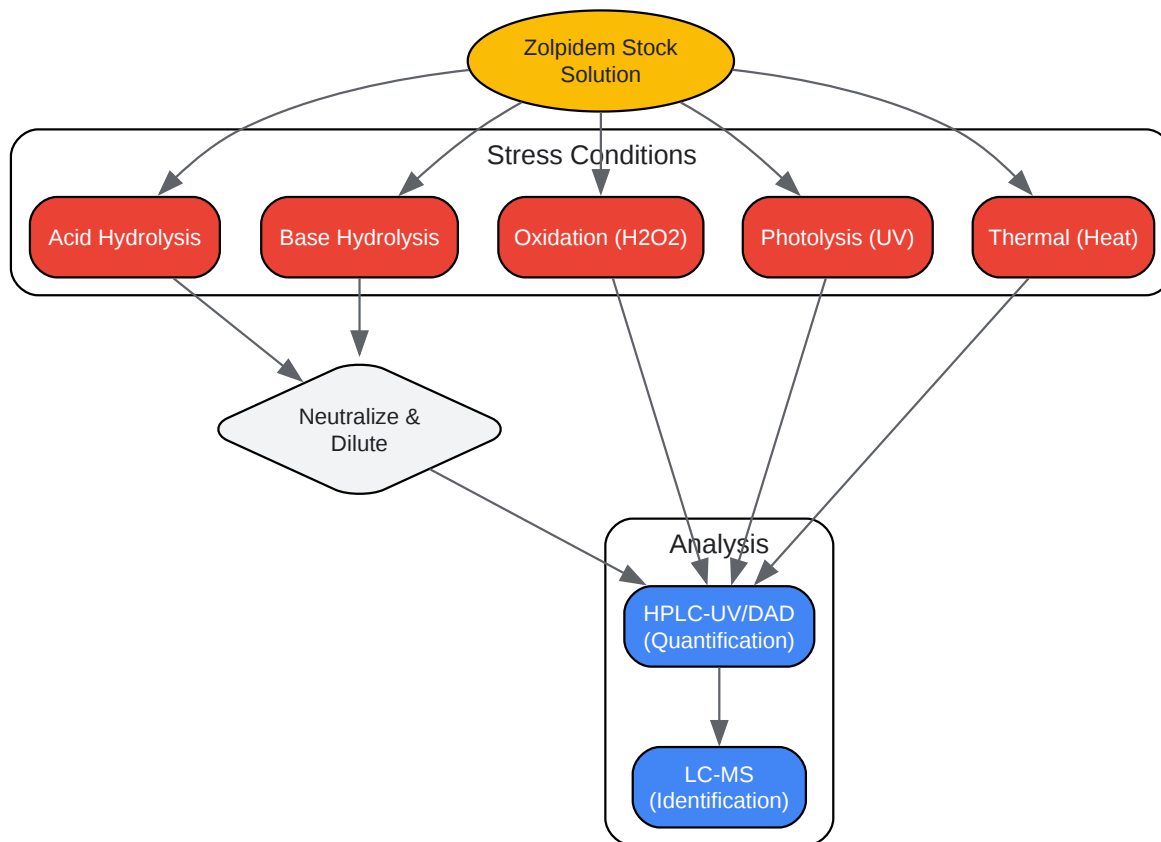 Zolpidem Stock
Solution
Stress Conditions
Acid Hydrolysis
Base Hydrolysis
Oxidation (H2O2)
Photolysis (UV)
Thermal (Heat)
Neutralize &
Dilute
Analysis
HPLC-UV/DAD
(Quantification)
LC-MS
(Identification)